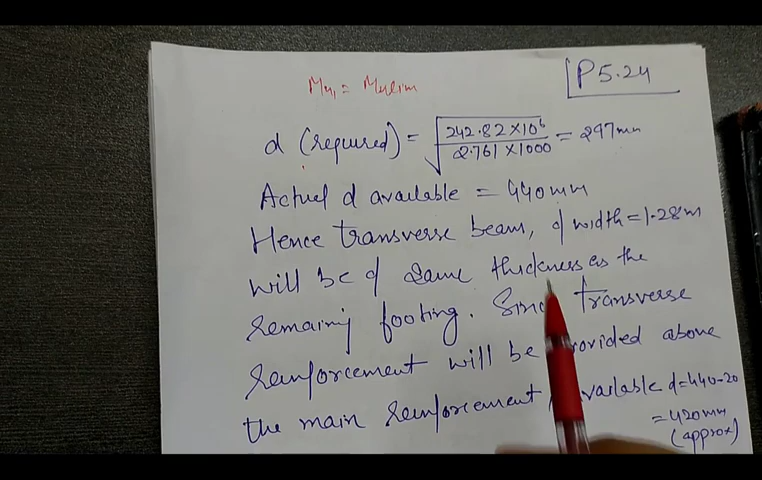 P5.24
Mu1 = Mulim
d (required) = √(242.82×10⁶ / 2.761×1000) = 297mm
Actual d available = 440mm
Hence transverse beam, of width=1.28m
will be of same thickness as the
remaining footing. Since transverse
reinforcement will be provided above
the main reinforcement, available d=440-20
=420mm
(approx)